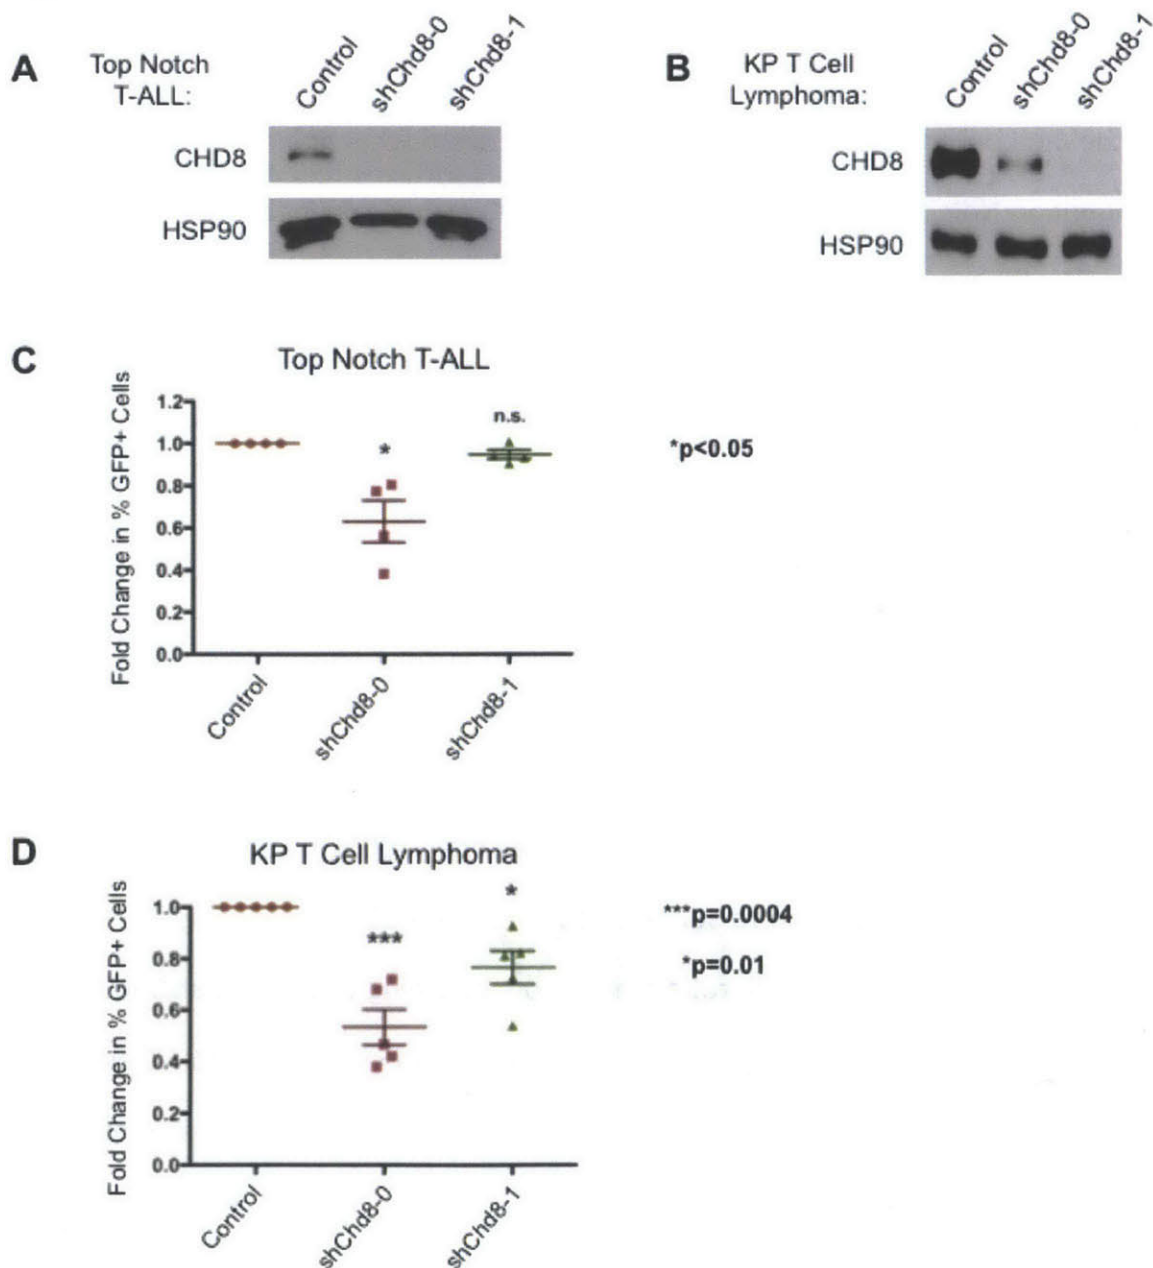 A
Top Notch
T-ALL:
Control
shChd8-0
shChd8-1
CHD8
HSP90
B
KP T Cell
Lymphoma:
Control
shChd8-0
shChd8-1
CHD8
HSP90
C
Top Notch T-ALL
Fold Change in % GFP+ Cells
1.2
1.0
0.8
0.6
0.4
0.2
0.0
*
n.s.
*p<0.05
Control
shChd8-0
shChd8-1
D
KP T Cell Lymphoma
Fold Change in % GFP+ Cells
1.0
0.8
0.6
0.4
0.2
0.0
***
*
***p=0.0004
*p=0.01
Control
shChd8-0
shChd8-1